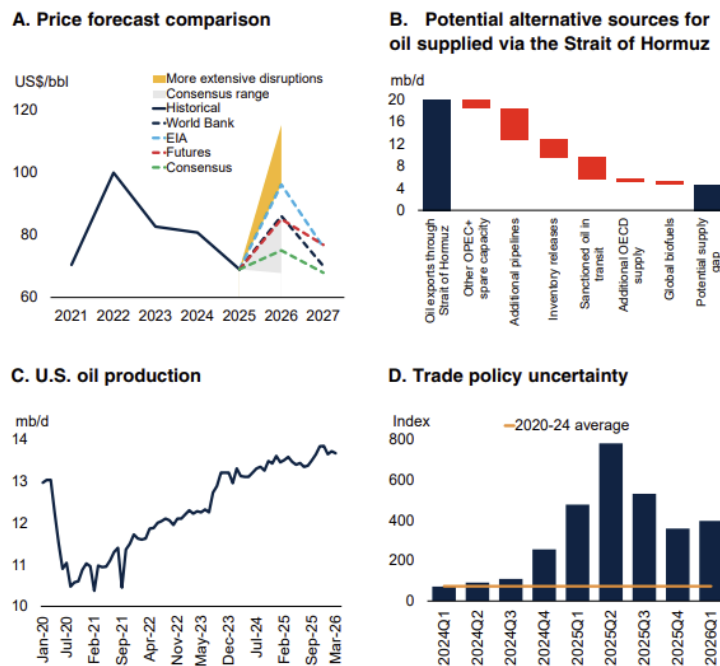 A. Price forecast comparison
US$/bbl
More extensive disruptions
Consensus range
Historical
World Bank
EIA
Futures
Consensus
120
100
80
60
2021 2022 2023 2024 2025 2026 2027
B. Potential alternative sources for
oil supplied via the Strait of Hormuz
mb/d
20
16
12
8
4
0
Oil exports through
Strait of Hormuz
Other OPEC+
spare capacity
Additional pipelines
Inventory releases
Sanctioned oil in
transit
Additional OECD
supply
Global biofuels
Potential supply
gap
C. U.S. oil production
mb/d
14
13
12
11
10
Jan-20
Jul-20
Feb-21
Sep-21
Apr-22
Nov-22
May-23
Dec-23
Jul-24
Feb-25
Sep-25
Mar-26
D. Trade policy uncertainty
Index
2020-24 average
800
600
400
200
0
2024Q1
2024Q2
2024Q3
2024Q4
2025Q1
2025Q2
2025Q3
2025Q4
2026Q1